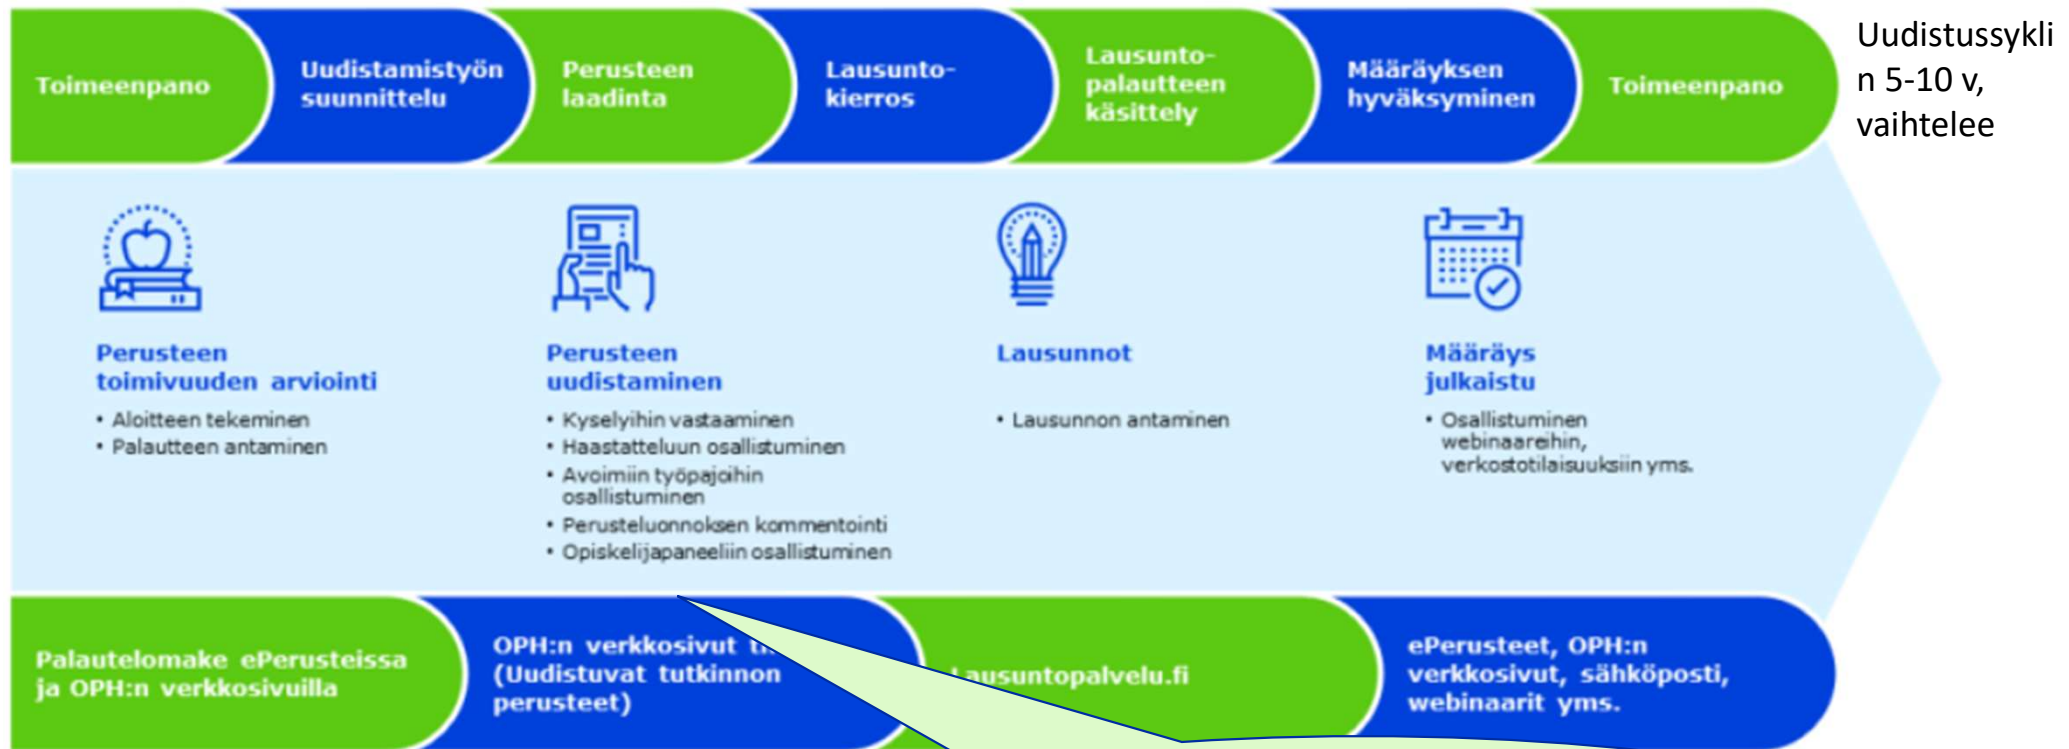 Toimeenpano
Uudistamistyön
suunnittelu
Perusteen
laadinta
Lausunto-
kierros
Lausunto-
palautteen
käsittely
Määräyksen
hyväksyminen
Toimeenpano
Uudistussykli
n 5-10 v,
vaihtelee
Perusteen
toimivuuden arviointi
• Aloitteen tekeminen
• Palautteen antaminen
Perusteen
uudistaminen
• Kyselyihin vastaaminen
• Haastatteluun osallistuminen
• Avoimiin työpajoihin
osallistuminen
• Perusteluonnoksen kommentointi
• Opiskelijapaneeliin osallistuminen
Lausunnot
• Lausunnon antaminen
Määräys
julkaistu
• Osallistuminen
webinaareihin,
verkostotilaisuuksiin yms.
Palautelomake ePerusteissa
ja OPH:n verkkosivuilla
OPH:n verkkosivut
(Uudistuvat tutkinnon
perusteet)
Lausuntopalvelu.fi
ePerusteet, OPH:n
verkkosivut, sähköposti,
webinaarit yms.